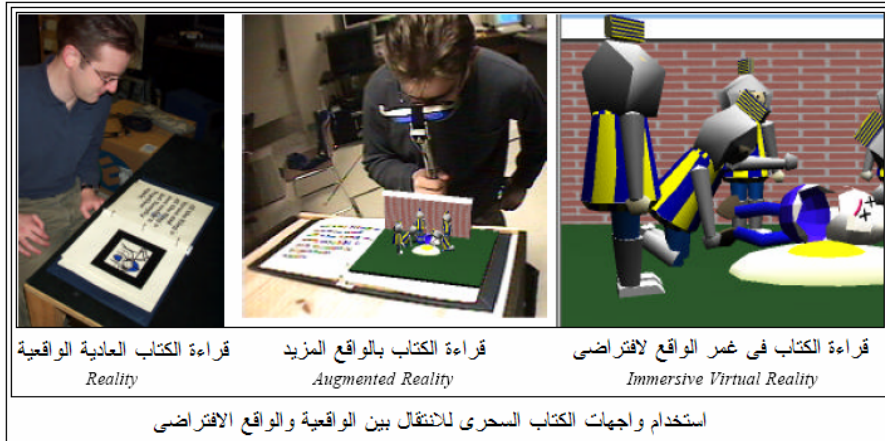 قراءة الكتاب العادية الواقعية
Reality
قراءة الكتاب بالواقع المزيد
Augmented Reality
قراءة الكتاب فى غمر الواقع لافتراضى
Immersive Virtual Reality
استخدام واجهات الكتاب السحرى للانتقال بين الواقعية والواقع الافتراضى